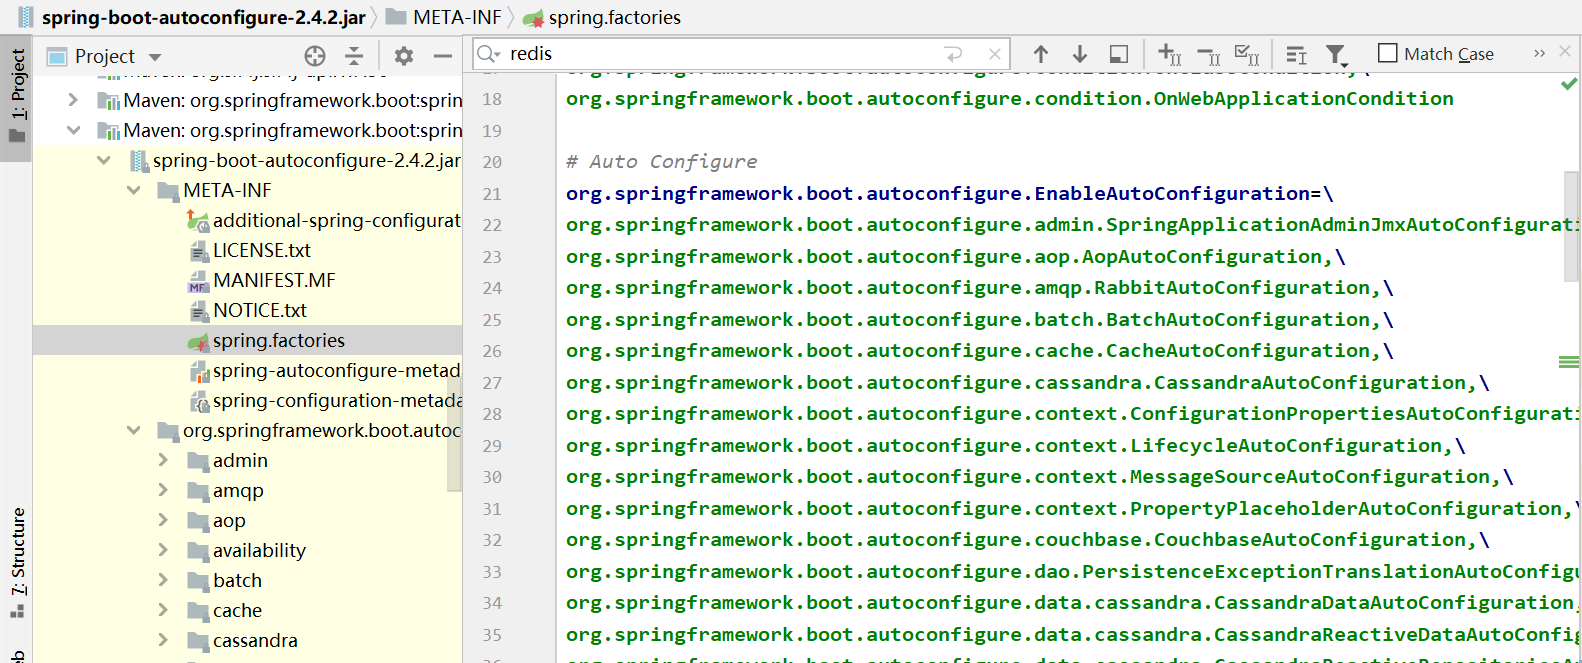 spring-boot-autoconfigure-2.4.2.jar META-INF spring.factories
1: Project
7: Structure
Project
Maven: org.springframework.boot:sprin
Maven: org.springframework.boot:sprin
spring-boot-autoconfigure-2.4.2.jar
META-INF
additional-spring-configurat
LICENSE.txt
MANIFEST.MF
NOTICE.txt
spring.factories
spring-autoconfigure-metad
spring-configuration-metada
org.springframework.boot.autoc
admin
amqp
aop
availability
batch
cache
cassandra
redis Match Case
18 org.springframework.boot.autoconfigure.condition.OnWebApplicationCondition
19
20 # Auto Configure
21 org.springframework.boot.autoconfigure.EnableAutoConfiguration=\
22 org.springframework.boot.autoconfigure.admin.SpringApplicationAdminJmxAutoConfigurati
23 org.springframework.boot.autoconfigure.aop.AopAutoConfiguration,\
24 org.springframework.boot.autoconfigure.amqp.RabbitAutoConfiguration,\
25 org.springframework.boot.autoconfigure.batch.BatchAutoConfiguration,\
26 org.springframework.boot.autoconfigure.cache.CacheAutoConfiguration,\
27 org.springframework.boot.autoconfigure.cassandra.CassandraAutoConfiguration,\
28 org.springframework.boot.autoconfigure.context.ConfigurationPropertiesAutoConfigurati
29 org.springframework.boot.autoconfigure.context.LifecycleAutoConfiguration,\
30 org.springframework.boot.autoconfigure.context.MessageSourceAutoConfiguration,\
31 org.springframework.boot.autoconfigure.context.PropertyPlaceholderAutoConfiguration,\
32 org.springframework.boot.autoconfigure.couchbase.CouchbaseAutoConfiguration,\
33 org.springframework.boot.autoconfigure.dao.PersistenceExceptionTranslationAutoConfigu
34 org.springframework.boot.autoconfigure.data.cassandra.CassandraDataAutoConfiguration,
35 org.springframework.boot.autoconfigure.data.cassandra.CassandraReactiveDataAutoConfig